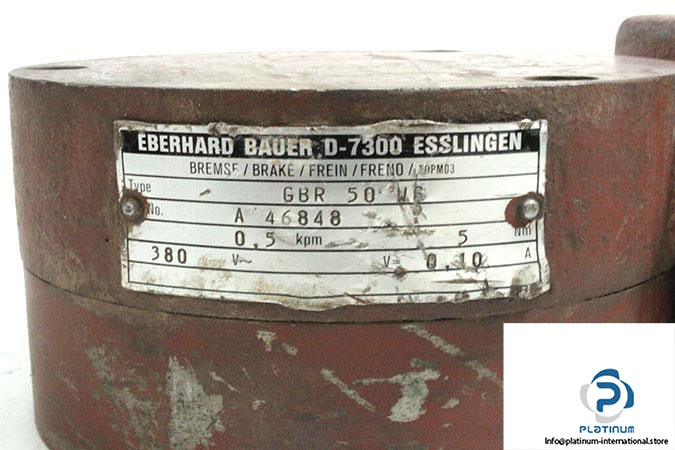 EBERHARD BAUER D-7300 ESSLINGEN
BREMSE / BRAKE / FREIN / FRENO /
Type GBR 50
No. A 46848
0,5 kpm 5 Nm
380 V~ V= 0,10 A
P
PLATINUM
Info@platinum-international.store